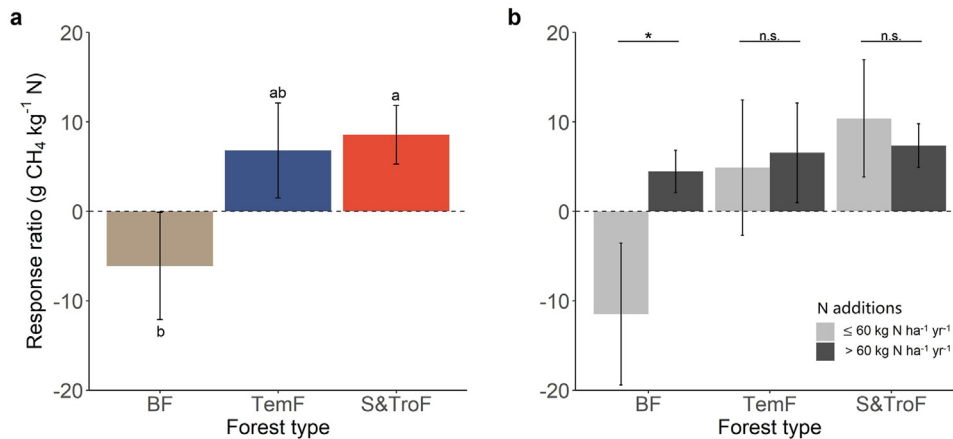 a
Response ratio (g CH₄ kg⁻¹ N)
20
10
0
-10
-20
ab
a
b
BF TemF S&TroF
Forest type
b
20
10
0
-10
-20
* n.s. n.s.
N additions
≤ 60 kg N ha⁻¹ yr⁻¹
> 60 kg N ha⁻¹ yr⁻¹
BF TemF S&TroF
Forest type